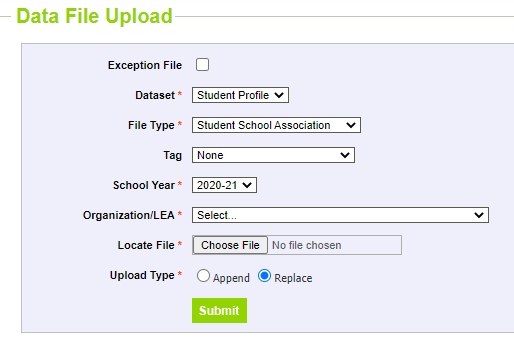 Data File Upload
Exception File
Dataset * Student Profile
File Type * Student School Association
Tag None
School Year * 2020-21
Organization/LEA * Select...
Locate File * Choose File No file chosen
Upload Type * Append Replace
Submit